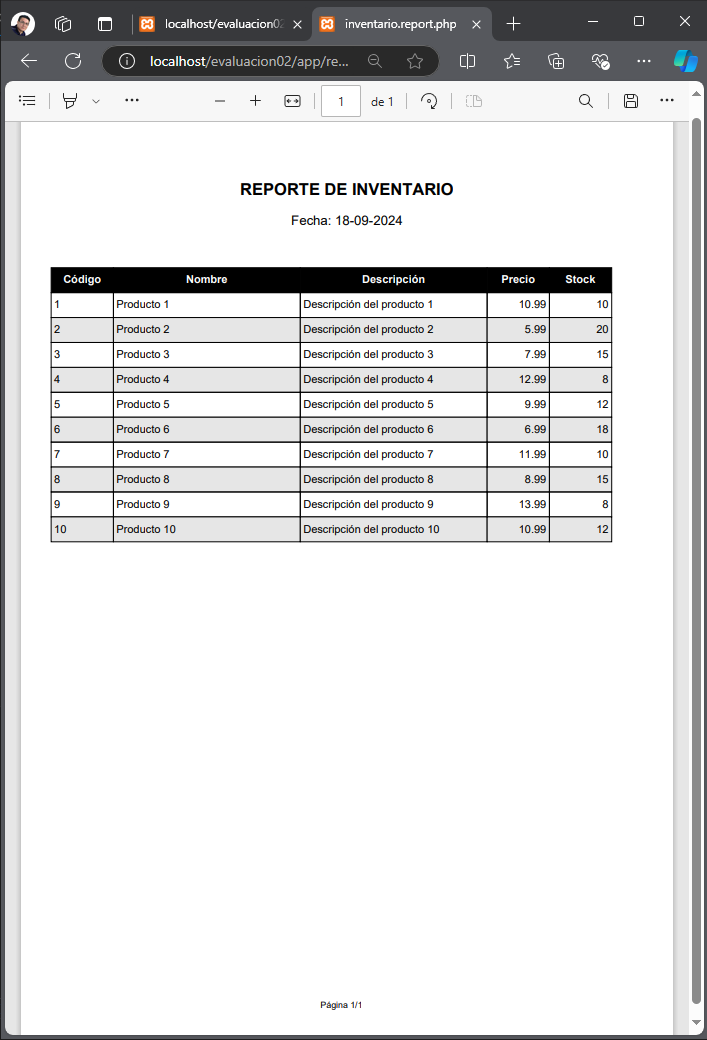 localhost/evaluacion02
inventario.report.php
localhost/evaluacion02/app/re...
1 de 1
REPORTE DE INVENTARIO
Fecha: 18-09-2024
Código Nombre Descripción Precio Stock
1 Producto 1 Descripción del producto 1 10.99 10
2 Producto 2 Descripción del producto 2 5.99 20
3 Producto 3 Descripción del producto 3 7.99 15
4 Producto 4 Descripción del producto 4 12.99 8
5 Producto 5 Descripción del producto 5 9.99 12
6 Producto 6 Descripción del producto 6 6.99 18
7 Producto 7 Descripción del producto 7 11.99 10
8 Producto 8 Descripción del producto 8 8.99 15
9 Producto 9 Descripción del producto 9 13.99 8
10 Producto 10 Descripción del producto 10 10.99 12
Página 1/1